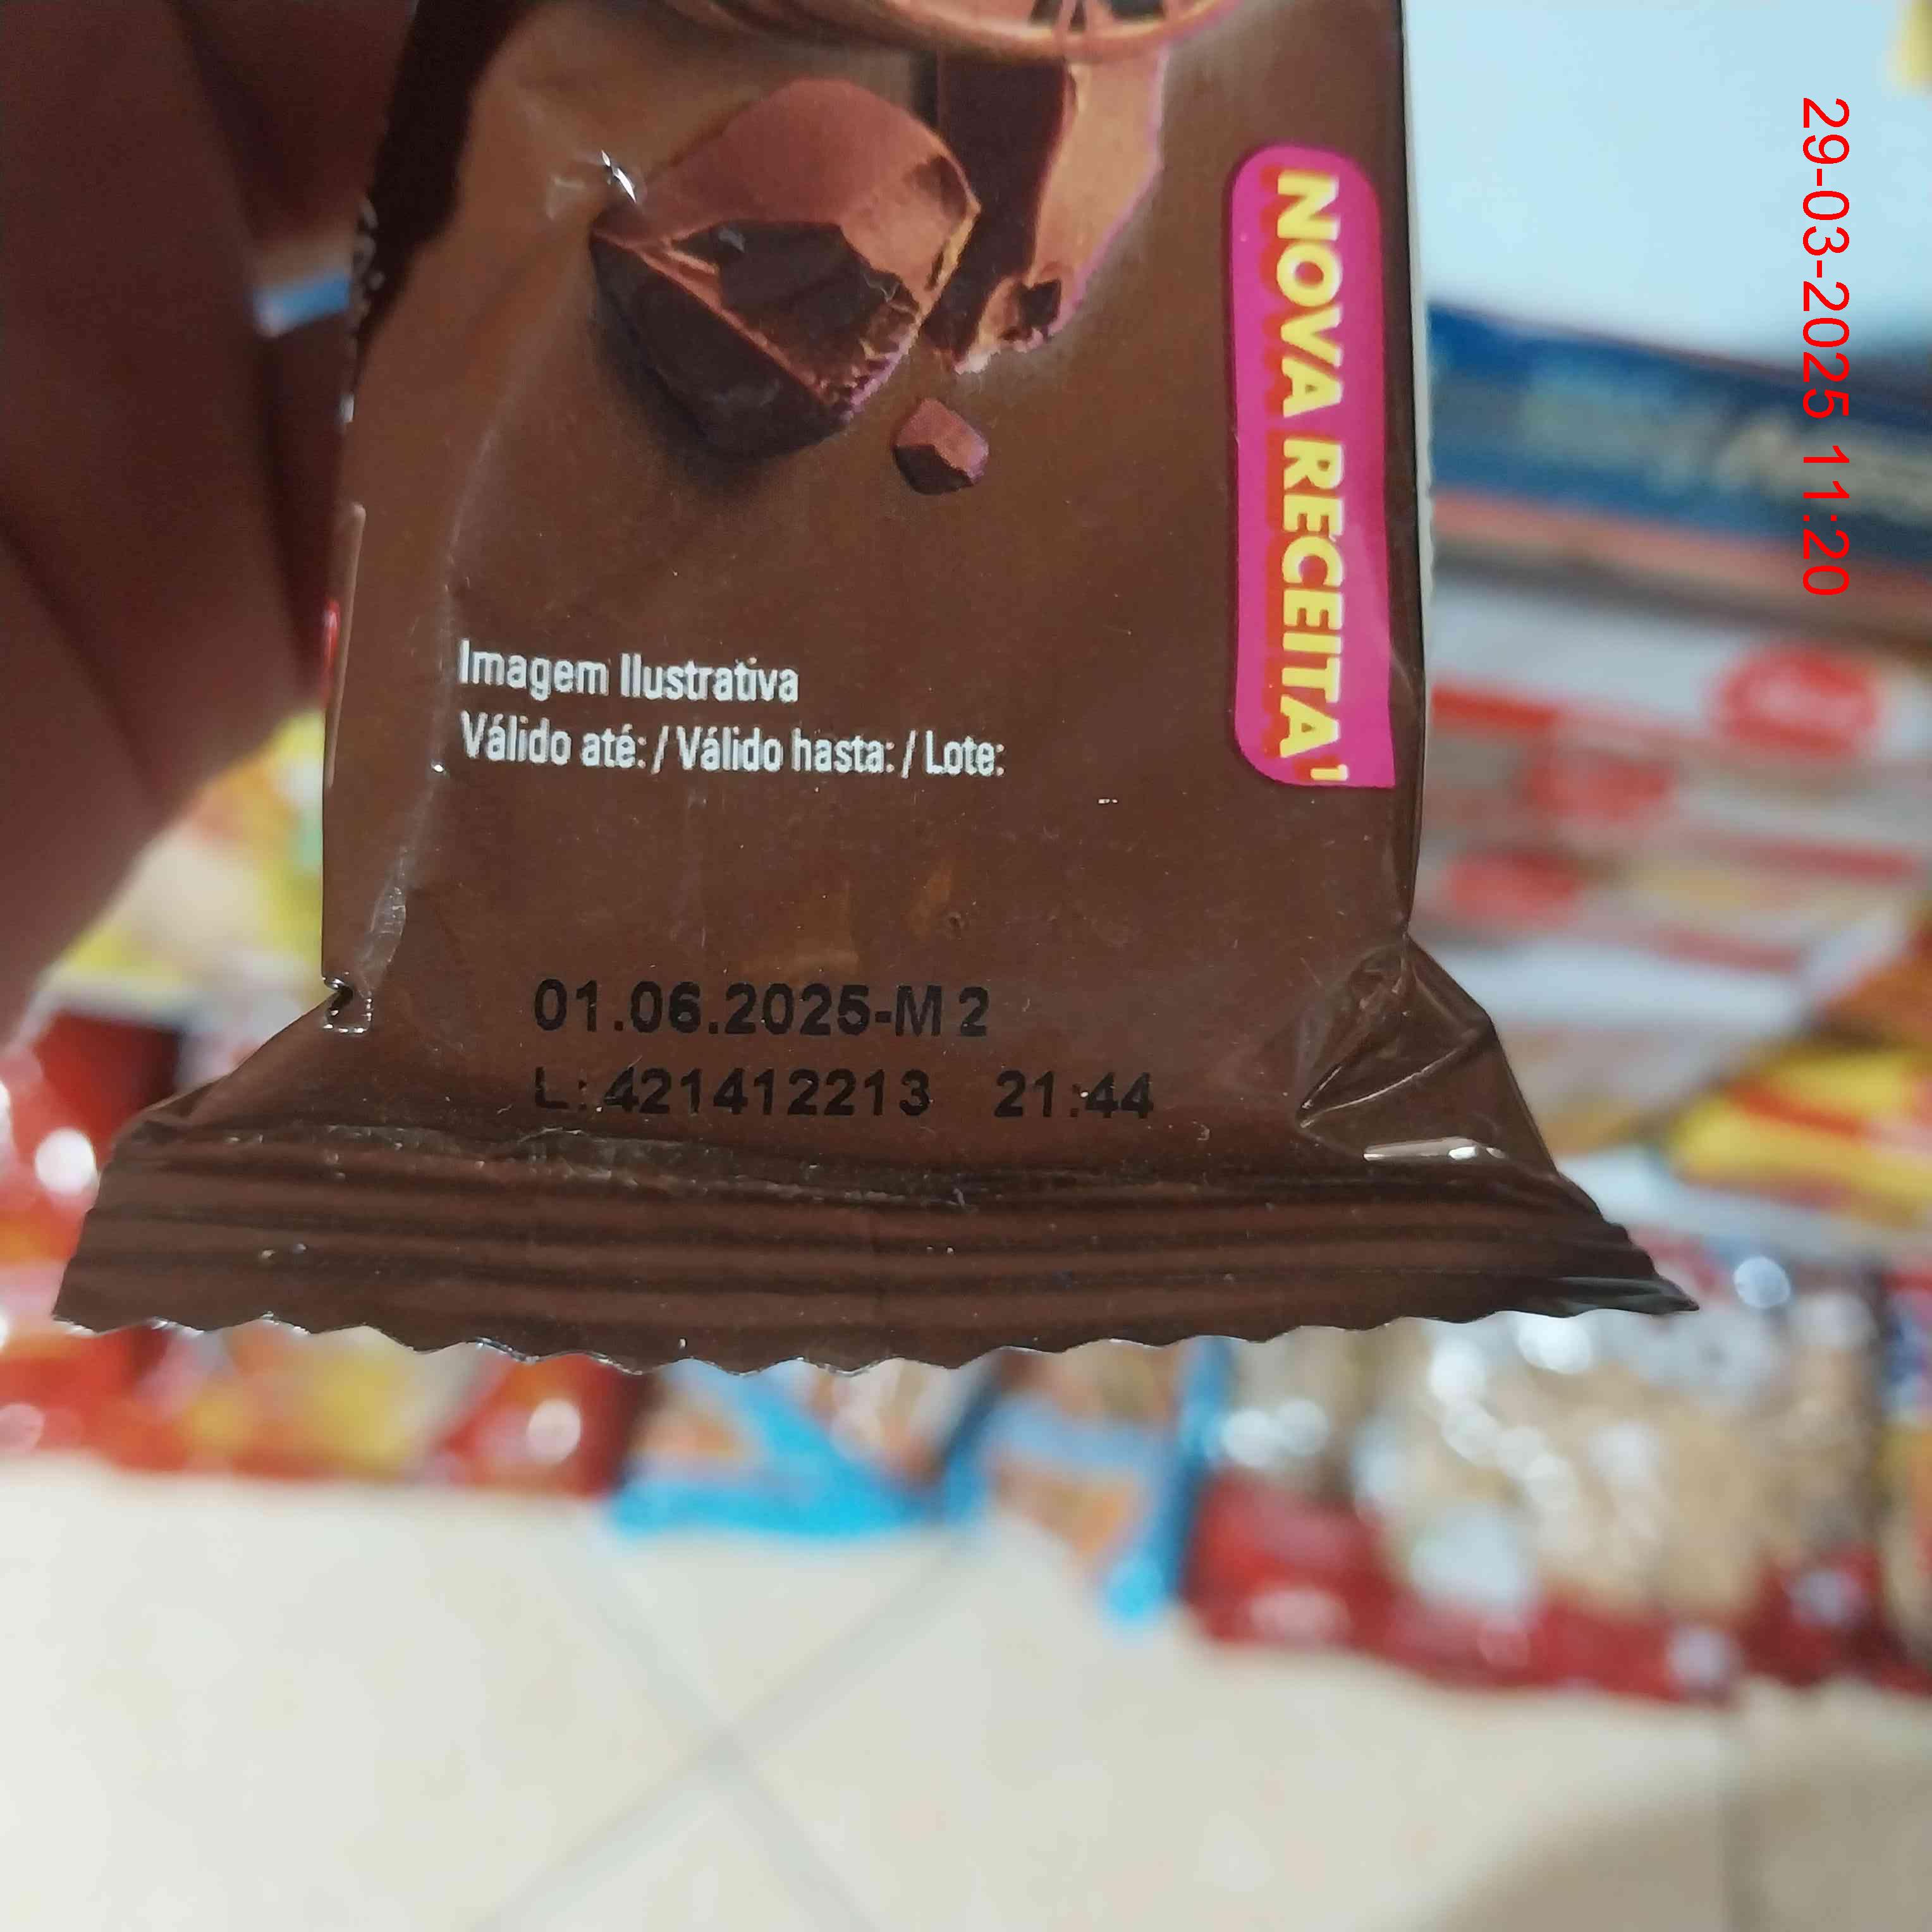 29-03-2025 11:20
NOVA RECEITA¹
Imagem Ilustrativa
Válido até: / Válido hasta: / Lote:
01.06.2025-M 2
L:421412213 21:44